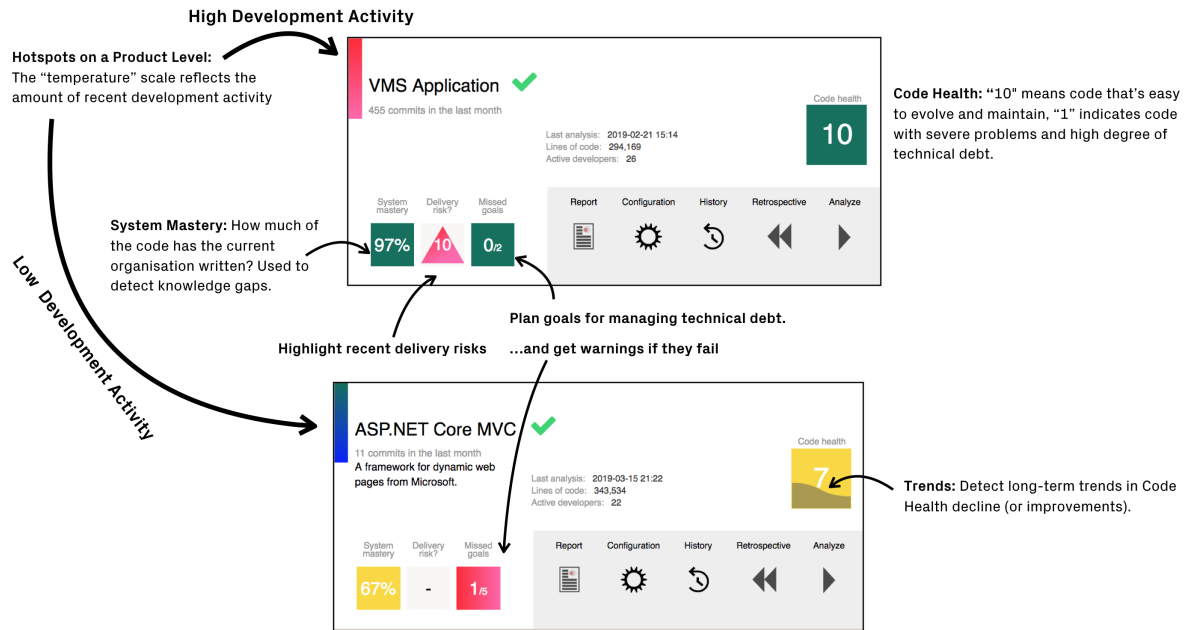 High Development Activity
Hotspots on a Product Level:
The “temperature” scale reflects the
amount of recent development activity
VMS Application
455 commits in the last month
Last analysis: 2019-02-21 15:14
Lines of code: 294,169
Active developers: 26
Code health
10
Code Health: “10" means code that’s easy
to evolve and maintain, “1” indicates code
with severe problems and high degree of
technical debt.
System Mastery: How much of
the code has the current
organisation written? Used to
detect knowledge gaps.
System
mastery
97%
Delivery
risk?
10
Missed
goals
0/2
Report
Configuration
History
Retrospective
Analyze
Low Development Activity
Plan goals for managing technical debt.
Highlight recent delivery risks
...and get warnings if they fail
ASP.NET Core MVC
11 commits in the last month
A framework for dynamic web
pages from Microsoft.
Last analysis: 2019-03-15 21:22
Lines of code: 343,534
Active developers: 22
Code health
7
Trends: Detect long-term trends in Code
Health decline (or improvements).
System
mastery
67%
Delivery
risk?
-
Missed
goals
1/5
Report
Configuration
History
Retrospective
Analyze